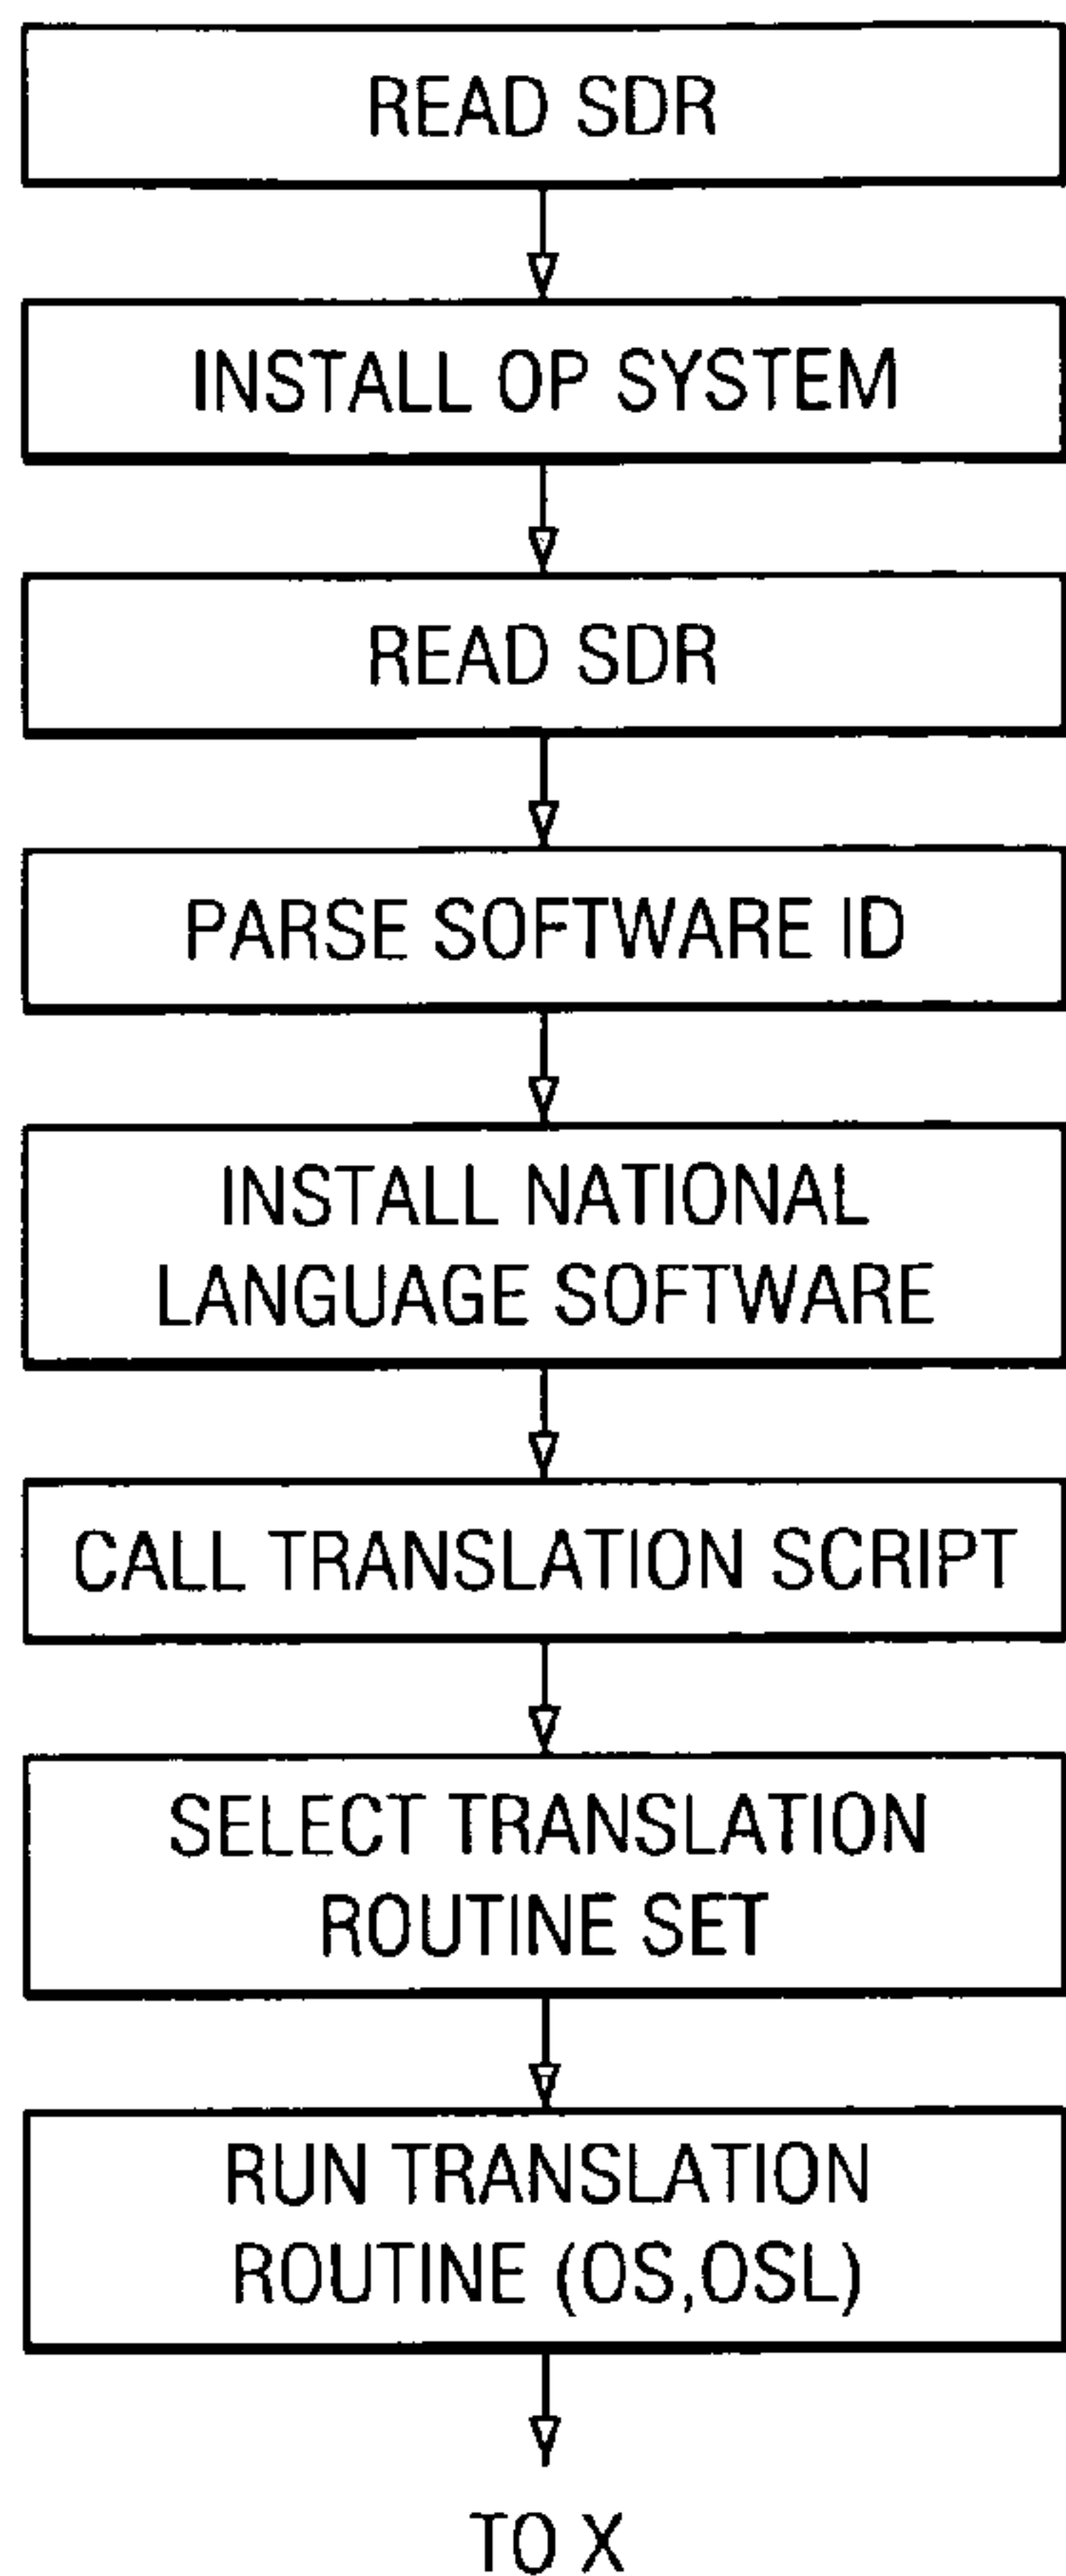 READ SDR
INSTALL OP SYSTEM
READ SDR
PARSE SOFTWARE ID
INSTALL NATIONAL
LANGUAGE SOFTWARE
CALL TRANSLATION SCRIPT
SELECT TRANSLATION
ROUTINE SET
RUN TRANSLATION
ROUTINE (OS,OSL)
TO X